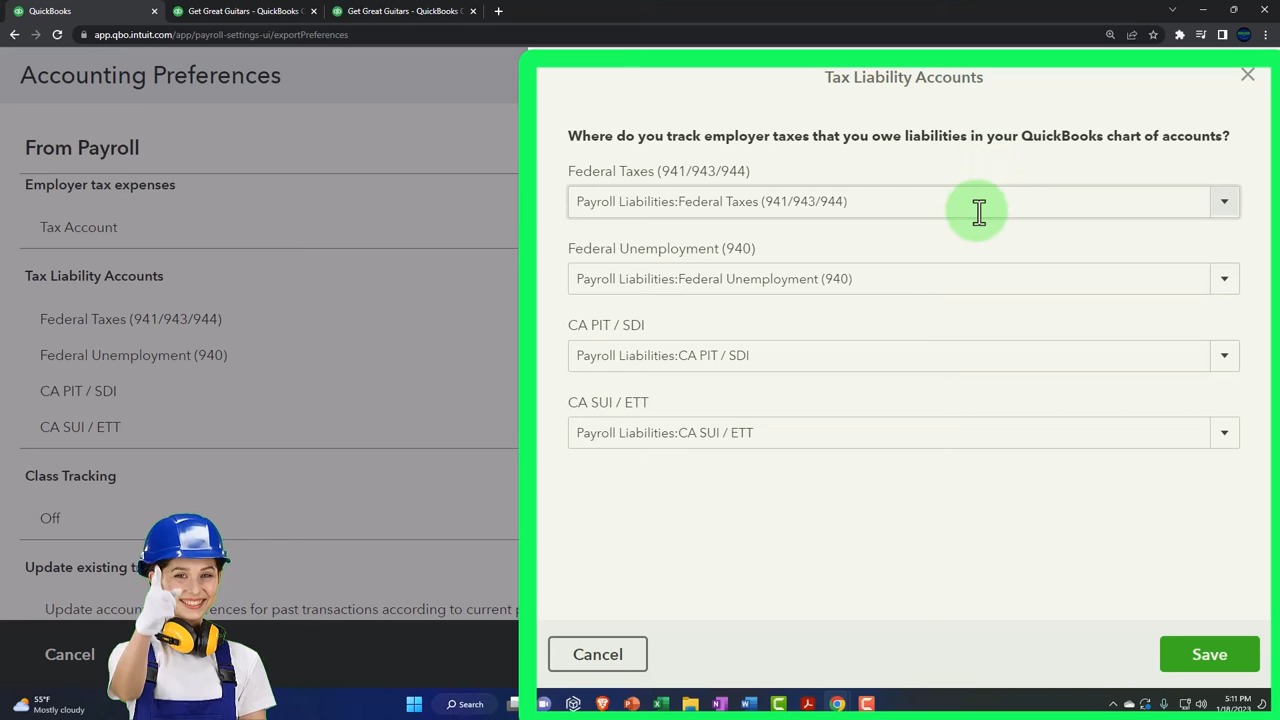 QuickBooks
Get Great Guitars - QuickBooks C
Get Great Guitars - QuickBooks C
app.qbo.intuit.com/app/payroll-settings-ui/exportPreferences
Accounting Preferences
From Payroll
Employer tax expenses
Tax Account
Tax Liability Accounts
Federal Taxes (941/943/944)
Federal Unemployment (940)
CA PIT / SDI
CA SUI / ETT
Class Tracking
Off
Update existing t
Update accou erences for past transactions according to current p
Cancel
Tax Liability Accounts
Where do you track employer taxes that you owe liabilities in your QuickBooks chart of accounts?
Federal Taxes (941/943/944)
Payroll Liabilities:Federal Taxes (941/943/944)
Federal Unemployment (940)
Payroll Liabilities:Federal Unemployment (940)
CA PIT / SDI
Payroll Liabilities:CA PIT / SDI
CA SUI / ETT
Payroll Liabilities:CA SUI / ETT
Cancel
Save
55°F
Mostly cloudy
Search
5:11 PM
1/18/2023